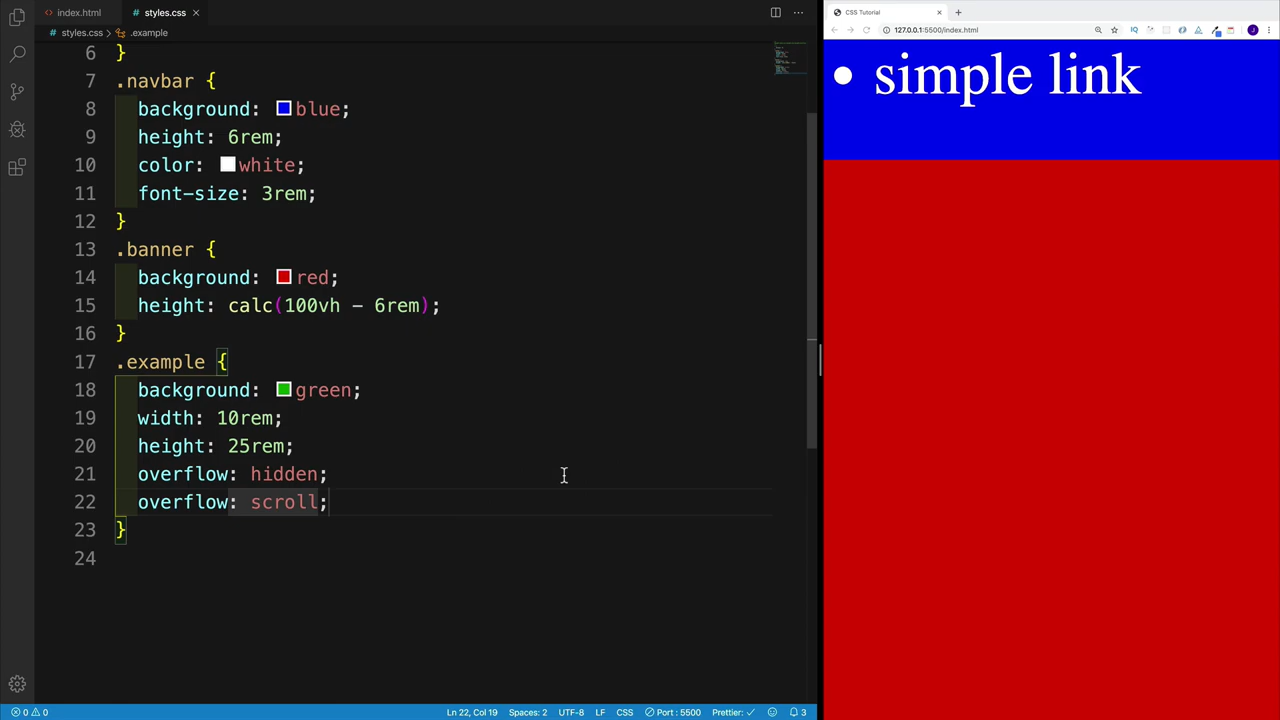 index.html
styles.css
styles.css
.example
6 }
7 .navbar {
8 background: blue;
9 height: 6rem;
10 color: white;
11 font-size: 3rem;
12 }
13 .banner {
14 background: red;
15 height: calc(100vh - 6rem);
16 }
17 .example {
18 background: green;
19 width: 10rem;
20 height: 25rem;
21 overflow: hidden;
22 overflow: scroll;
23 }
24
0 0
Ln 22, Col 19
Spaces: 2
UTF-8
LF
CSS
Port : 5500
Prettier:
3
CSS Tutorial
127.0.0.1:5500/index.html
IQ
J
simple link